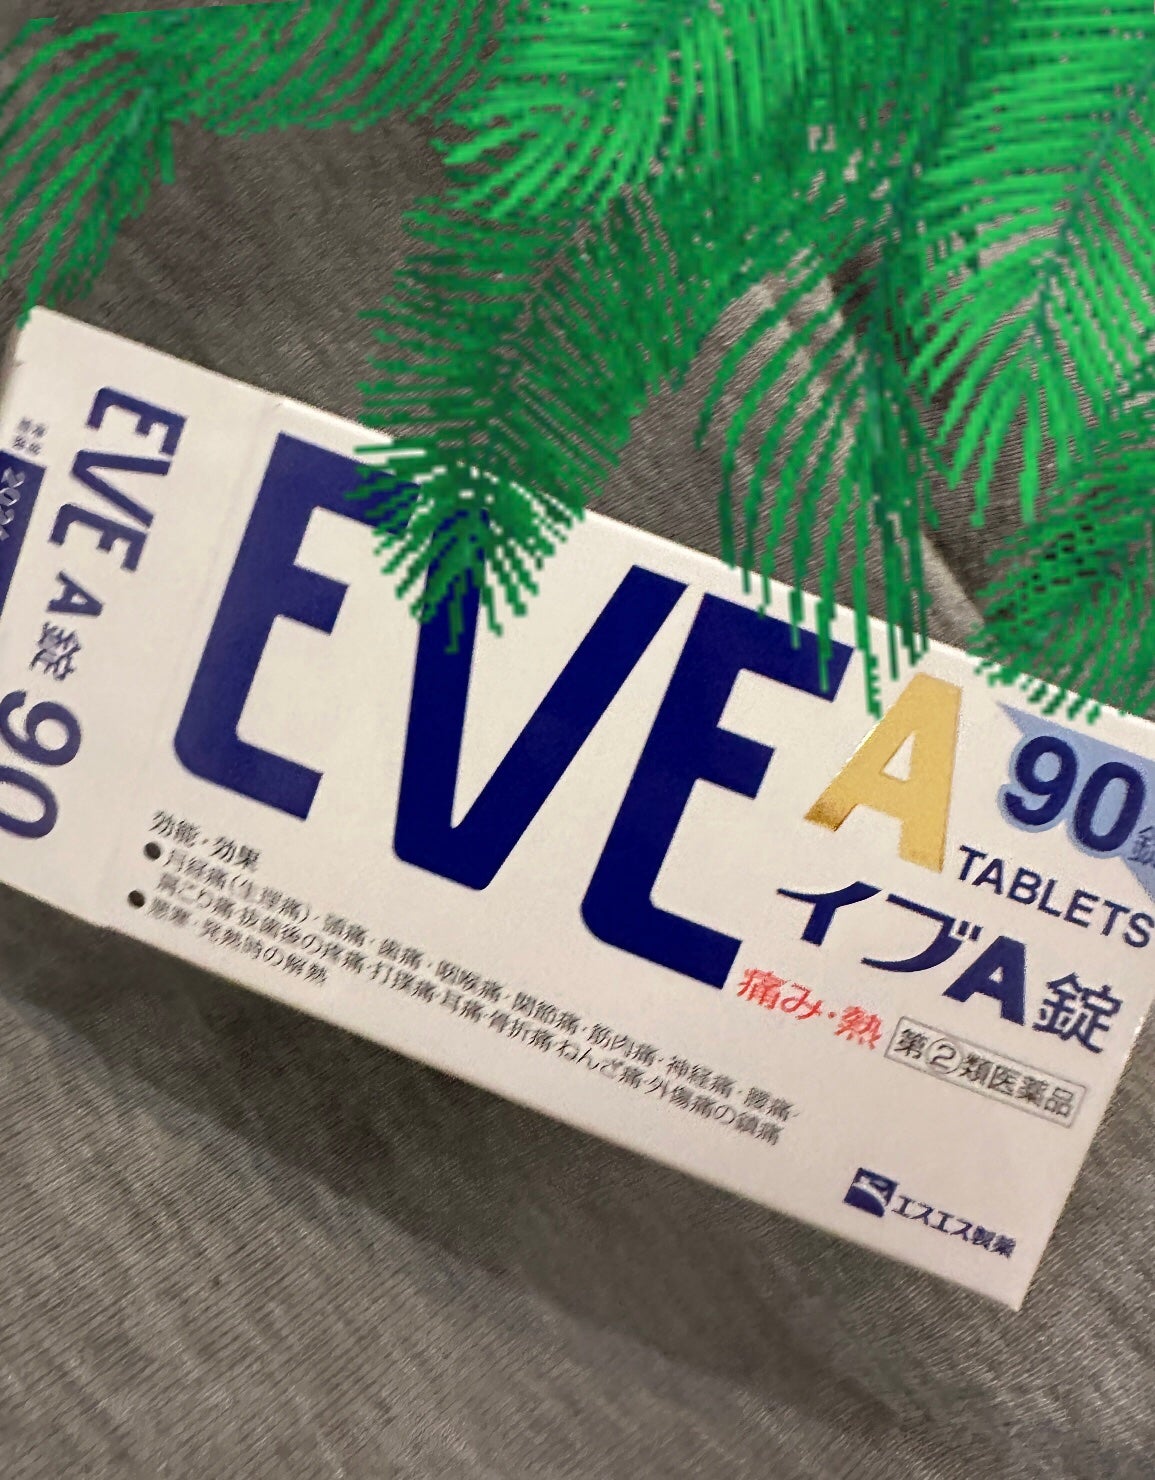 EVE A錠 90
EVE A
90錠
TABLETS
イブA錠
痛み・熱
第②類医薬品
効能・効果
●月経痛(生理痛)・頭痛・歯痛・咽喉痛・関節痛・筋肉痛・神経痛・腰痛・
肩こり痛・抜歯後の疼痛・打撲痛・耳痛・骨折痛・ねんざ痛・外傷痛の鎮痛
●悪寒・発熱時の解熱
エスエス製薬